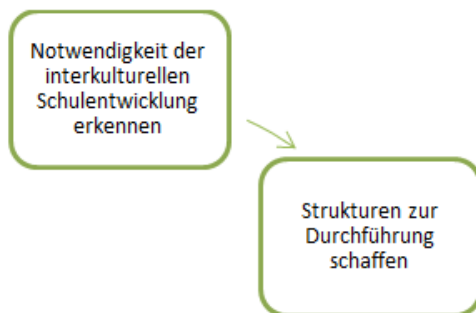 Notwendigkeit der
interkulturellen
Schulentwicklung
erkennen
Strukturen zur
Durchführung
schaffen